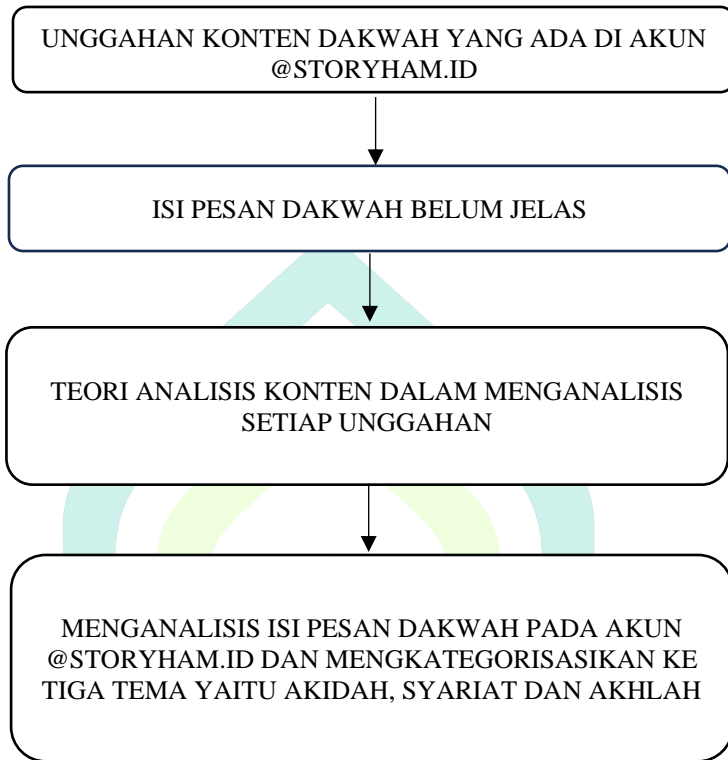 UNGGAHAN KONTEN DAKWAH YANG ADA DI AKUN
@STORYHAM.ID
ISI PESAN DAKWAH BELUM JELAS
TEORI ANALISIS KONTEN DALAM MENGANALISIS
SETIAP UNGGAHAN
MENGANALISIS ISI PESAN DAKWAH PADA AKUN
@STORYHAM.ID DAN MENGKATEGORISASIKAN KE
TIGA TEMA YAITU AKIDAH, SYARIAT DAN AKHLAH